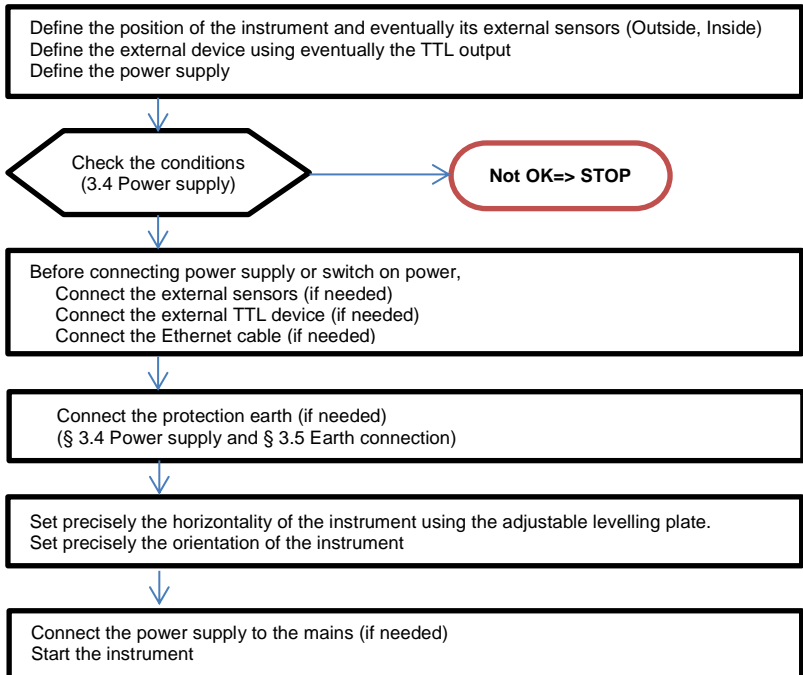 Define the position of the instrument and eventually its external sensors (Outside, Inside)
Define the external device using eventually the TTL output
Define the power supply
Check the conditions
(3.4 Power supply)
Not OK=> STOP
Before connecting power supply or switch on power,
Connect the external sensors (if needed)
Connect the external TTL device (if needed)
Connect the Ethernet cable (if needed)
Connect the protection earth (if needed)
(§ 3.4 Power supply and § 3.5 Earth connection)
Set precisely the horizontality of the instrument using the adjustable levelling plate.
Set precisely the orientation of the instrument
Connect the power supply to the mains (if needed)
Start the instrument